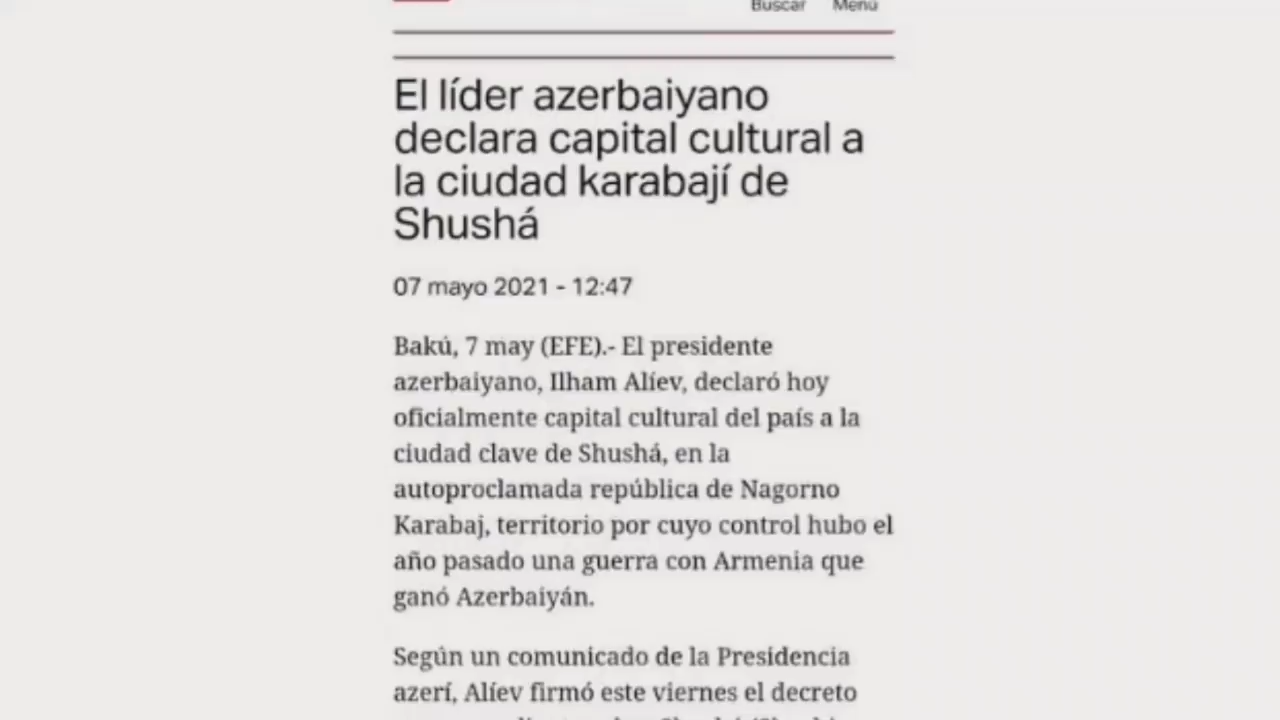 Buscar Menú
El líder azerbaiyano
declara capital cultural a
la ciudad karabají de
Shushá
07 mayo 2021 - 12:47
Bakú, 7 may (EFE).- El presidente
azerbaiyano, Ilham Alíev, declaró hoy
oficialmente capital cultural del país a la
ciudad clave de Shushá, en la
autoproclamada república de Nagorno
Karabaj, territorio por cuyo control hubo el
año pasado una guerra con Armenia que
ganó Azerbaiyán.
Según un comunicado de la Presidencia
azerí, Alíev firmó este viernes el decreto